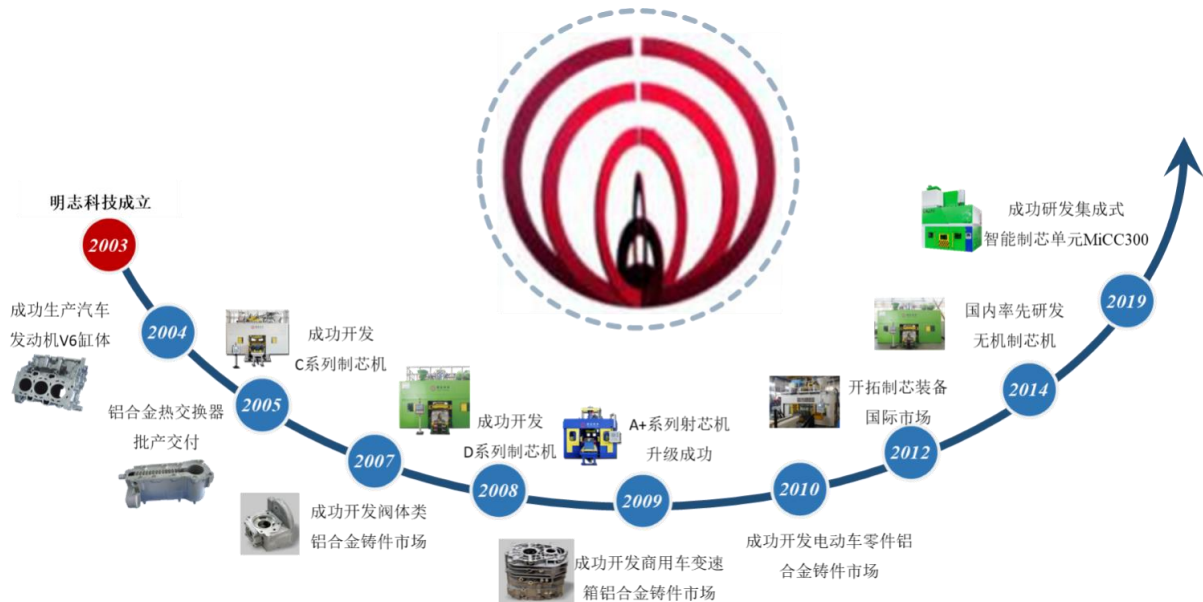 明志科技成立
2003
成功生产汽车
发动机V6缸体
2004
成功开发
C系列制芯机
2005
铝合金热交换器
批产交付
2007
成功开发阀体类
铝合金铸件市场
成功开发
D系列制芯机
2008
A+系列射芯机
升级成功
2009
成功开发商用车变速
箱铝合金铸件市场
2010
成功开发电动车零件铝
合金铸件市场
开拓制芯装备
国际市场
2012
国内率先研发
无机制芯机
2014
成功研发集成式
智能制芯单元MiCC300
2019